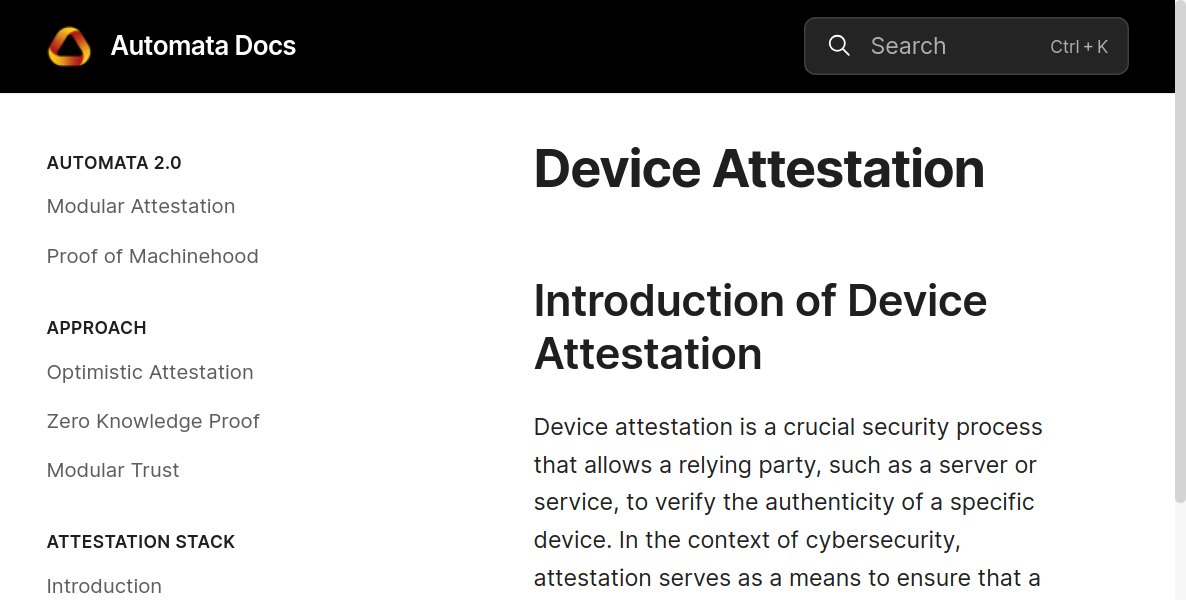 Automata Docs
Search
Ctrl + K
AUTOMATA 2.0
Modular Attestation
Proof of Machinehood
APPROACH
Optimistic Attestation
Zero Knowledge Proof
Modular Trust
ATTESTATION STACK
Introduction
Device Attestation
Introduction of Device
Attestation
Device attestation is a crucial security process
that allows a relying party, such as a server or
service, to verify the authenticity of a specific
device. In the context of cybersecurity,
attestation serves as a means to ensure that a